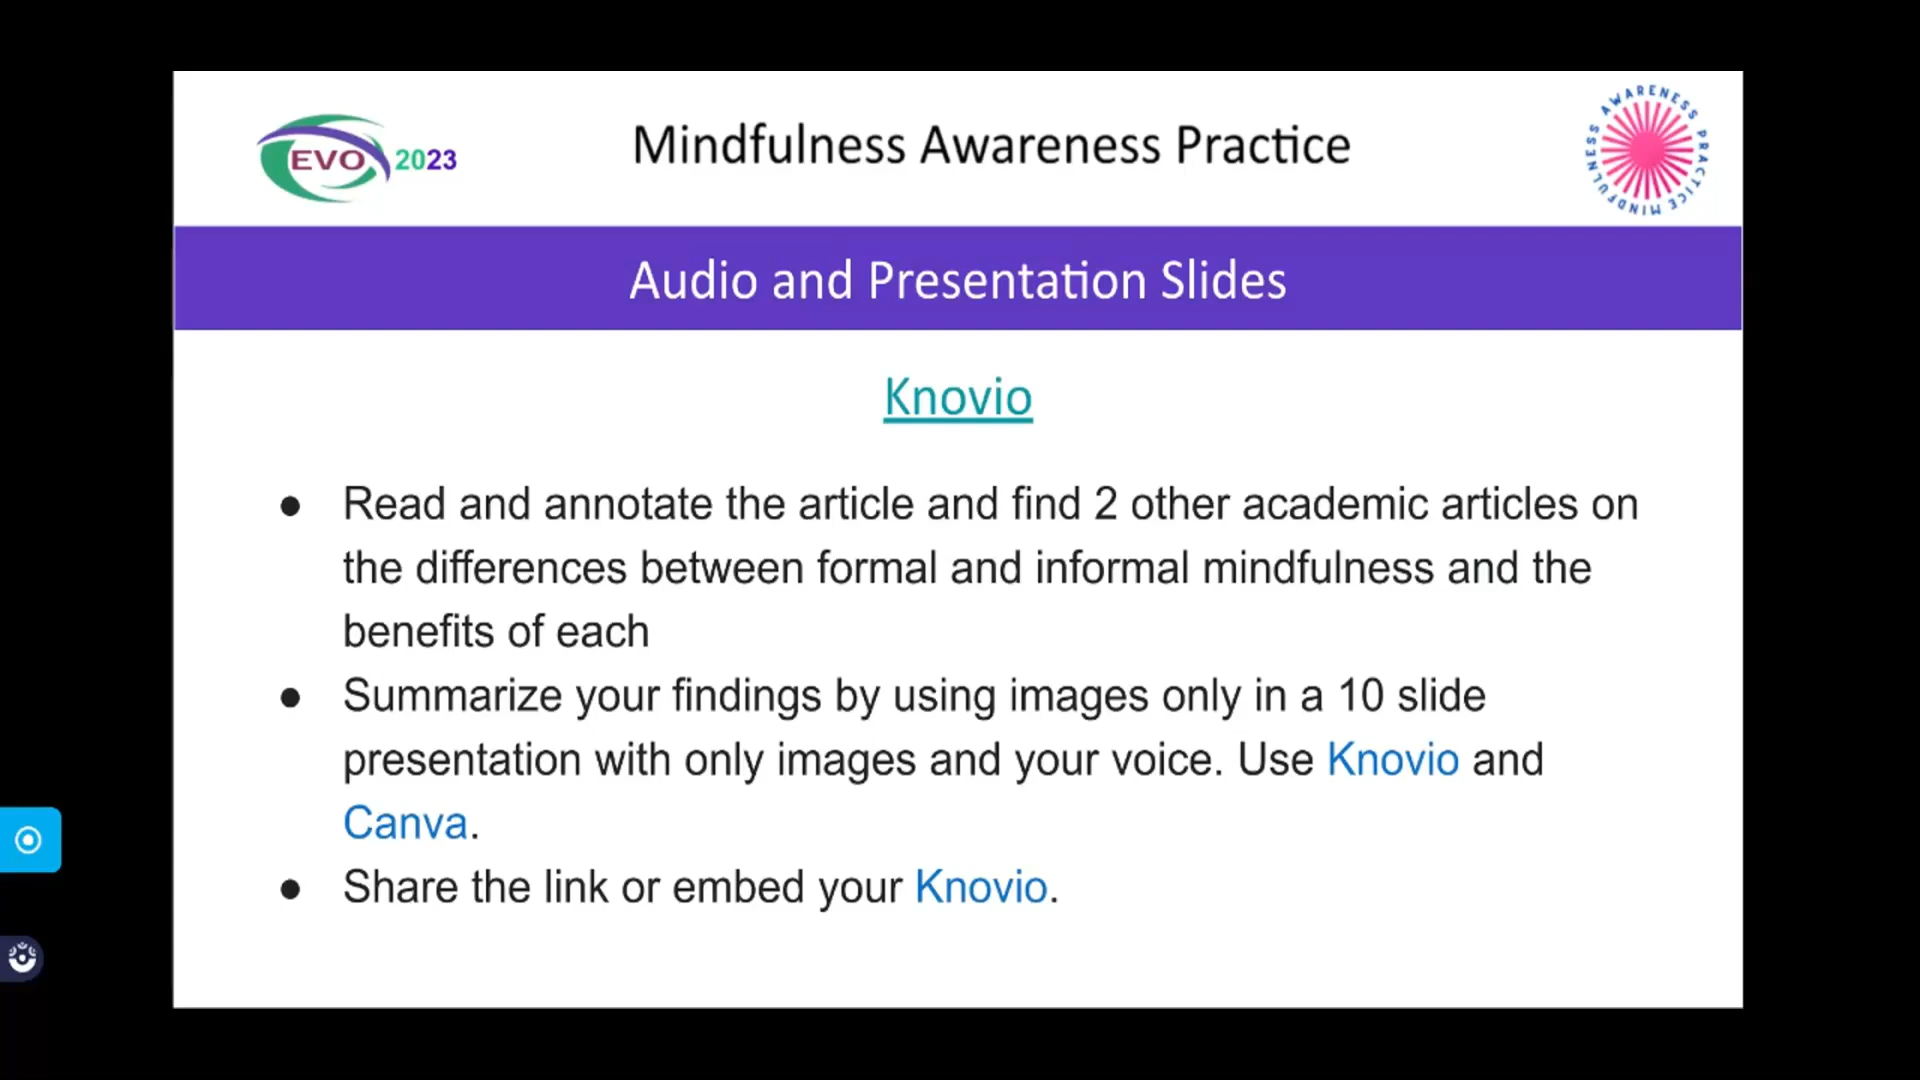 EVO 2023
Mindfulness Awareness Practice
MINDFULNESS AWARENESS PRACTICE
Audio and Presentation Slides
Knovio
● Read and annotate the article and find 2 other academic articles on
the differences between formal and informal mindfulness and the
benefits of each
● Summarize your findings by using images only in a 10 slide
presentation with only images and your voice. Use Knovio and
Canva.
● Share the link or embed your Knovio.